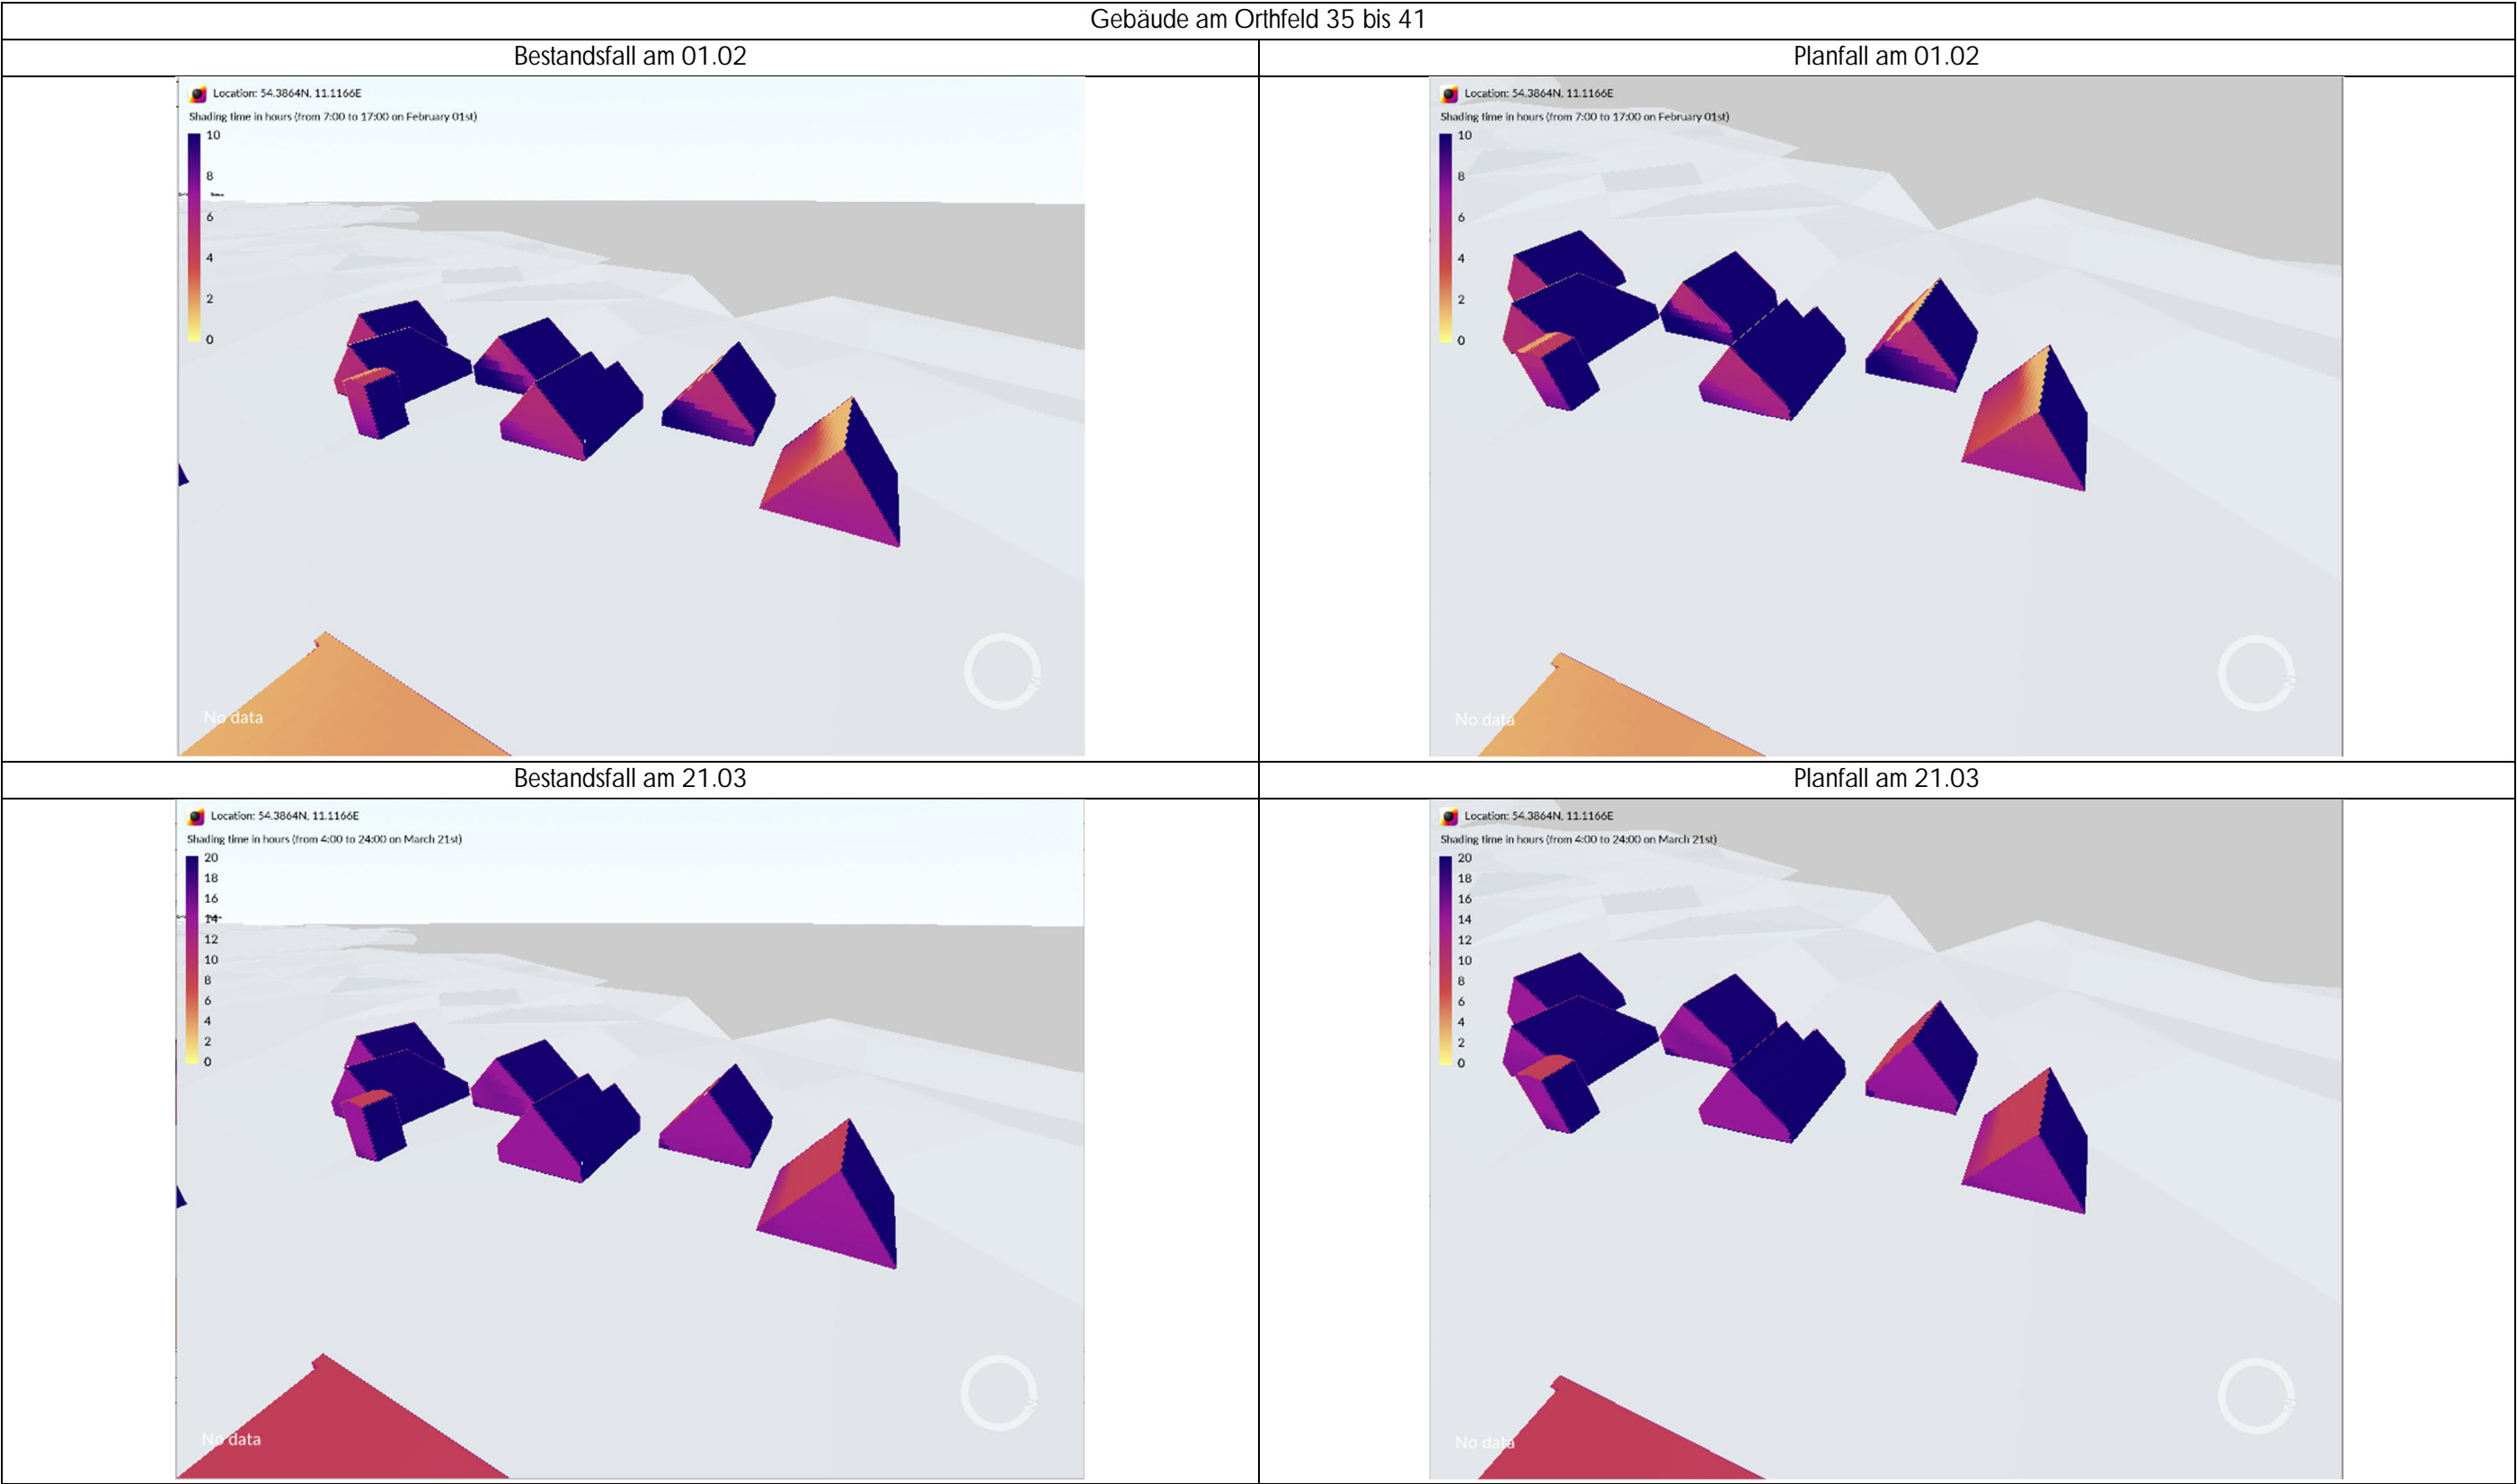 Gebäude am Orthfeld 35 bis 41
Bestandsfall am 01.02
Planfall am 01.02
Location: 54.3864N, 11.1166E
Shading time in hours (from 7:00 to 17:00 on February 01st)
10
8
6
4
2
0
N
No data
Location: 54.3864N, 11.1166E
Shading time in hours (from 7:00 to 17:00 on February 01st)
10
8
6
4
2
0
N
No data
Bestandsfall am 21.03
Planfall am 21.03
Location: 54.3864N, 11.1166E
Shading time in hours (from 4:00 to 24:00 on March 21st)
20
18
16
14
12
10
8
6
4
2
0
N
No data
Location: 54.3864N, 11.1166E
Shading time in hours (from 4:00 to 24:00 on March 21st)
20
18
16
14
12
10
8
6
4
2
0
N
No data